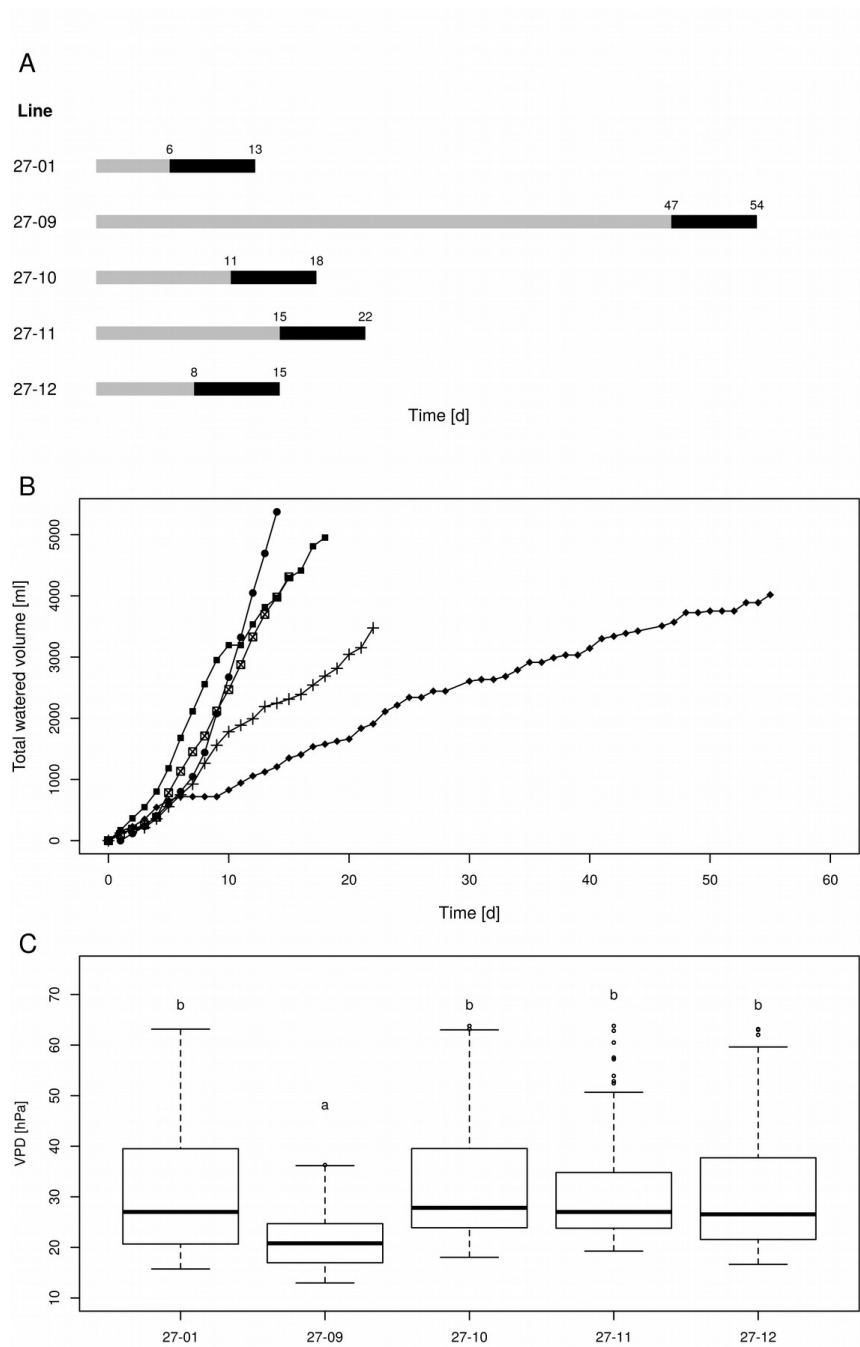 A
Line
6 13
27-01
47 54
27-09
11 18
27-10
15 22
27-11
8 15
27-12
Time [d]
B
Total watered volume [ml]
5000
4000
3000
2000
1000
0
0 10 20 30 40 50 60
Time [d]
C
VPD [hPa]
70
60
50
40
30
20
10
b a b b b
27-01 27-09 27-10 27-11 27-12